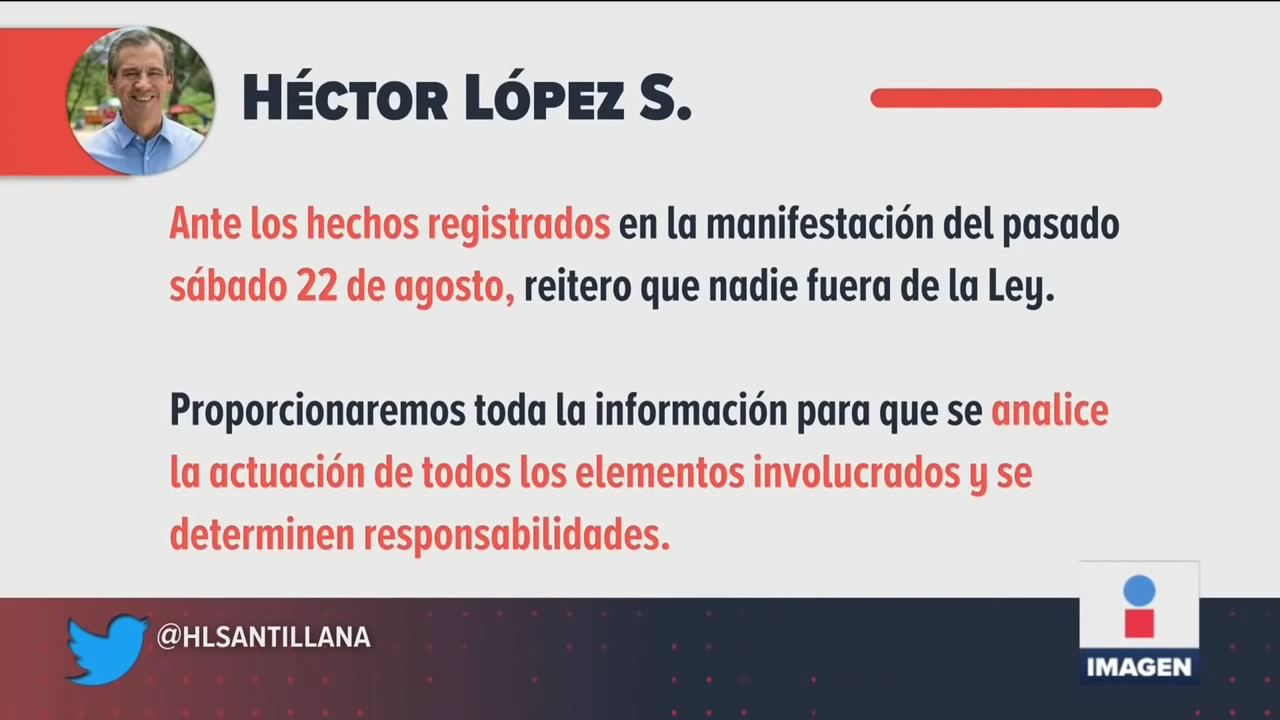 HÉCTOR LÓPEZ S.
Ante los hechos registrados en la manifestación del pasado
sábado 22 de agosto, reitero que nadie fuera de la Ley.
Proporcionaremos toda la información para que se analice
la actuación de todos los elementos involucrados y se
determinen responsabilidades.
@HLSANTILLANA
IMAGEN